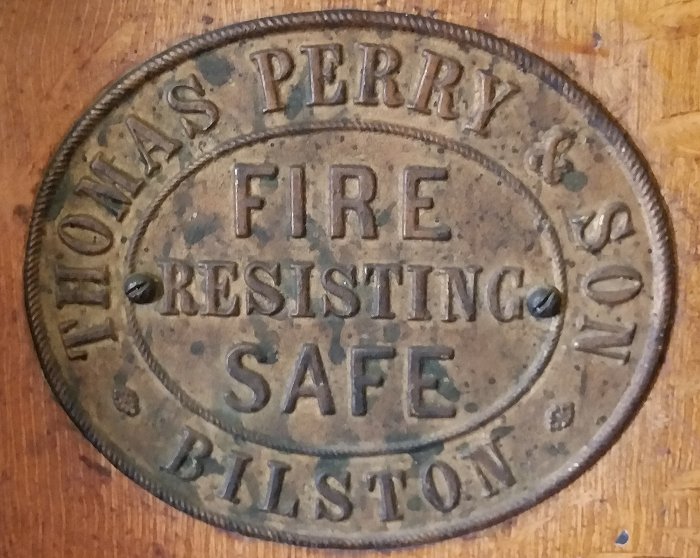 THOMAS PERRY & SON
FIRE
RESISTING
SAFE
BILSTON